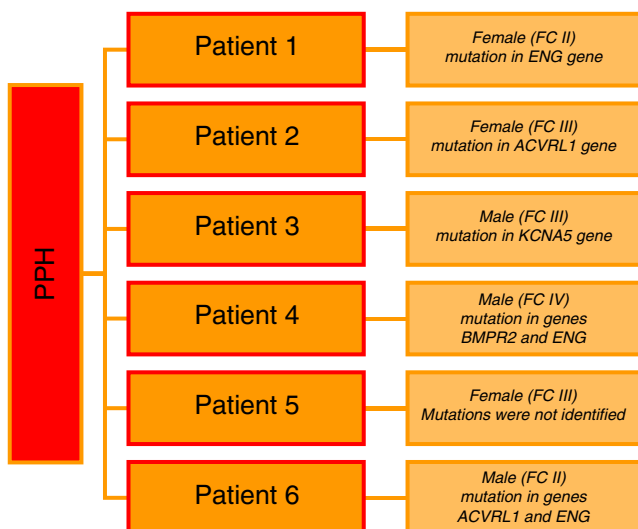 PPH
Patient 1
Female (FC II)
mutation in ENG gene
Patient 2
Female (FC III)
mutation in ACVRL1 gene
Patient 3
Male (FC III)
mutation in KCNA5 gene
Patient 4
Male (FC IV)
mutation in genes
BMPR2 and ENG
Patient 5
Female (FC III)
Mutations were not identified
Patient 6
Male (FC II)
mutation in genes
ACVRL1 and ENG